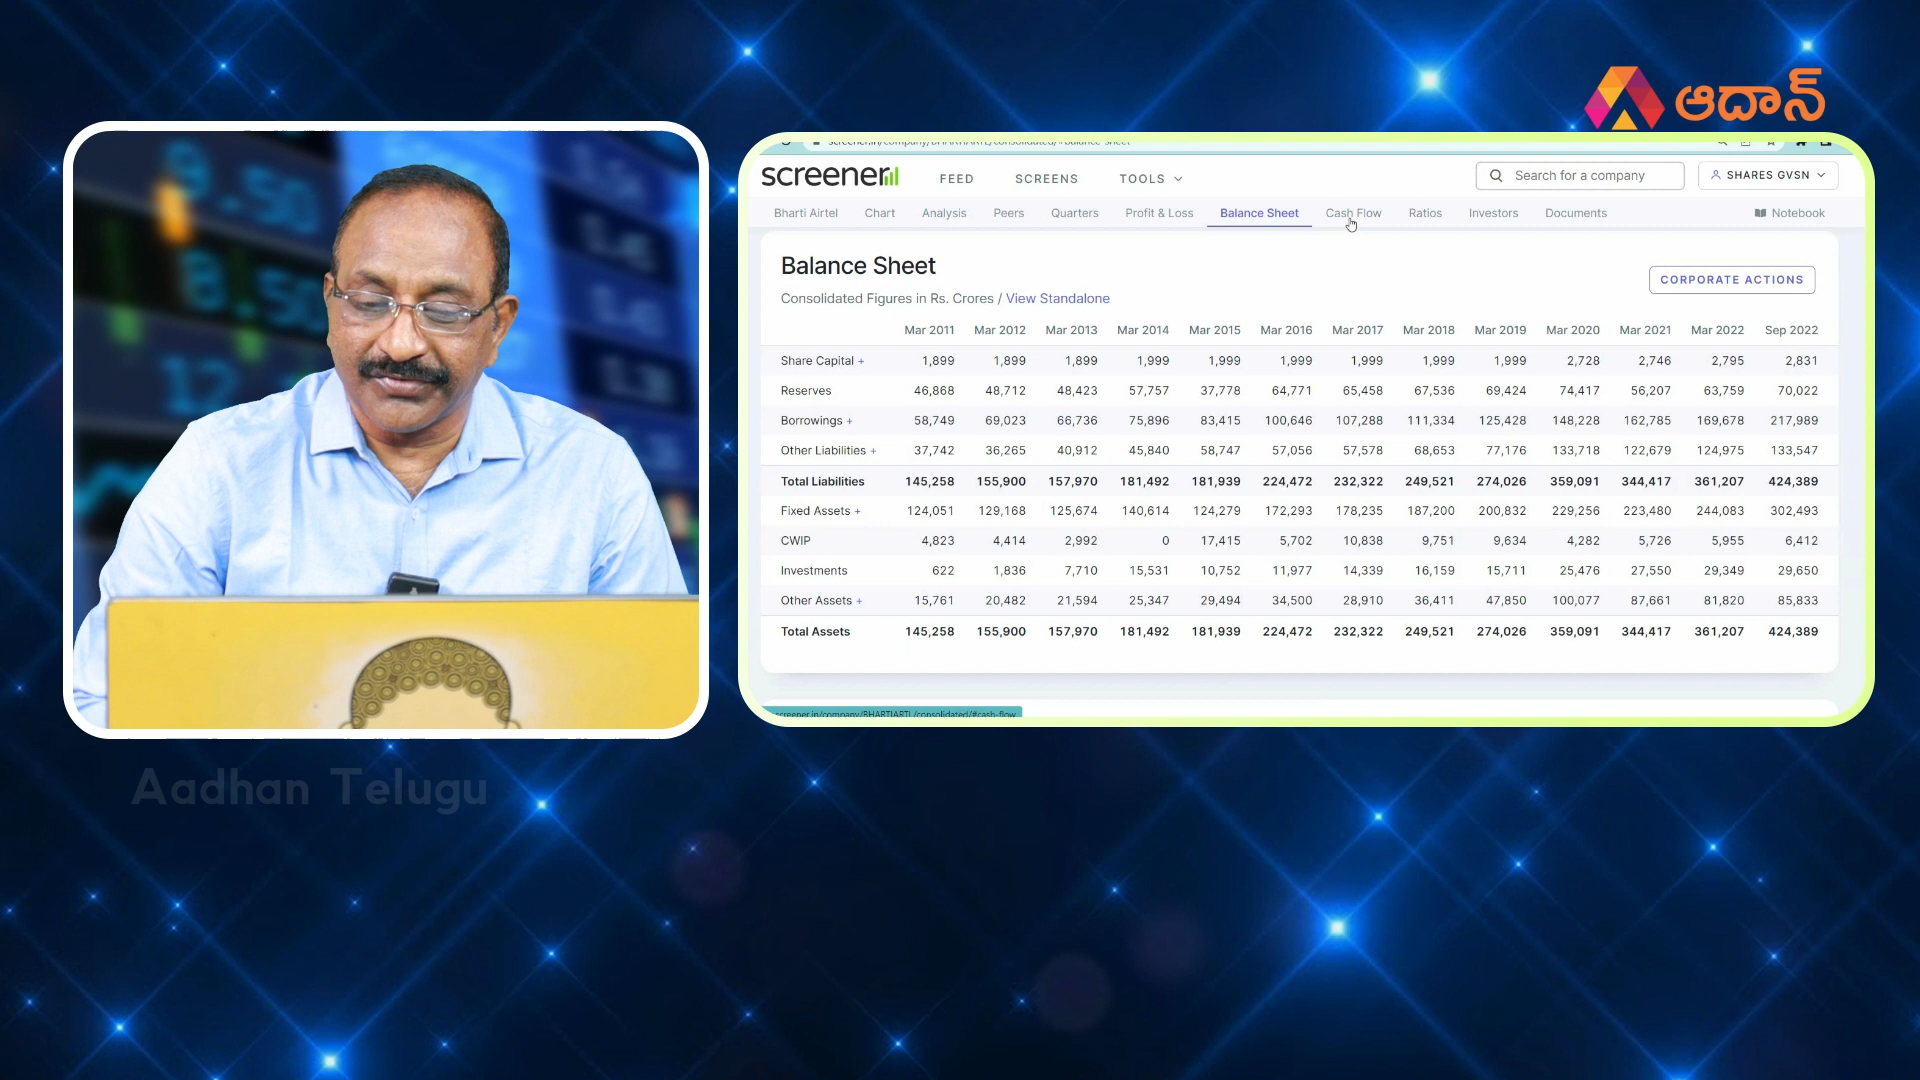 ఆదాన్
screener
FEED SCREENS TOOLS
Search for a company
SHARES GVSN
Bharti Airtel Chart Analysis Peers Quarters Profit & Loss Balance Sheet Cash Flow Ratios Investors Documents Notebook
Balance Sheet
CORPORATE ACTIONS
Consolidated Figures in Rs. Crores / View Standalone
Mar 2011 Mar 2012 Mar 2013 Mar 2014 Mar 2015 Mar 2016 Mar 2017 Mar 2018 Mar 2019 Mar 2020 Mar 2021 Mar 2022 Sep 2022
Share Capital + 1,899 1,899 1,899 1,999 1,999 1,999 1,999 1,999 1,999 2,728 2,746 2,795 2,831
Reserves 46,868 48,712 48,423 57,757 37,778 64,771 65,458 67,536 69,424 74,417 56,207 63,759 70,022
Borrowings + 58,749 69,023 66,736 75,896 83,415 100,646 107,288 111,334 125,428 148,228 162,785 169,678 217,989
Other Liabilities + 37,742 36,265 40,912 45,840 58,747 57,056 57,578 68,653 77,176 133,718 122,679 124,975 133,547
Total Liabilities 145,258 155,900 157,970 181,492 181,939 224,472 232,322 249,521 274,026 359,091 344,417 361,207 424,389
Fixed Assets + 124,051 129,168 125,674 140,614 124,279 172,293 178,235 187,200 200,832 229,256 223,480 244,083 302,493
CWIP 4,823 4,414 2,992 0 17,415 5,702 10,838 9,751 9,634 4,282 5,726 5,955 6,412
Investments 622 1,836 7,710 15,531 10,752 11,977 14,339 16,159 15,711 25,476 27,550 29,349 29,650
Other Assets + 15,761 20,482 21,594 25,347 29,494 34,500 28,910 36,411 47,850 100,077 87,661 81,820 85,833
Total Assets 145,258 155,900 157,970 181,492 181,939 224,472 232,322 249,521 274,026 359,091 344,417 361,207 424,389
screener.in/company/BHARTIARTL/consolidated/#cash-flow
Aadhan Telugu